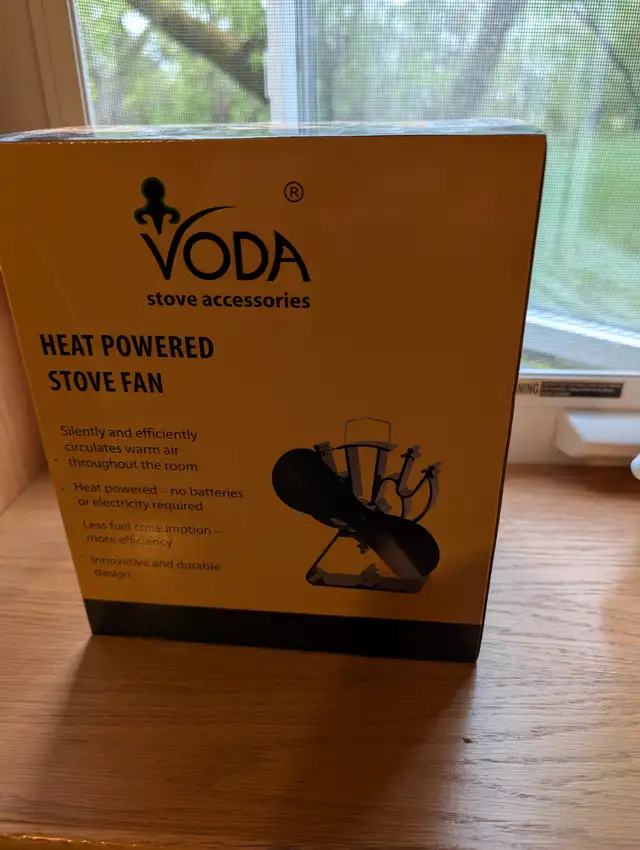 ®
VODA
stove accessories
HEAT POWERED
STOVE FAN
Silently and efficiently
circulates warm air
throughout the room
Heat powered – no batteries
or electricity required
Less fuel consumption –
more efficiency
Innovative and durable
design
NING